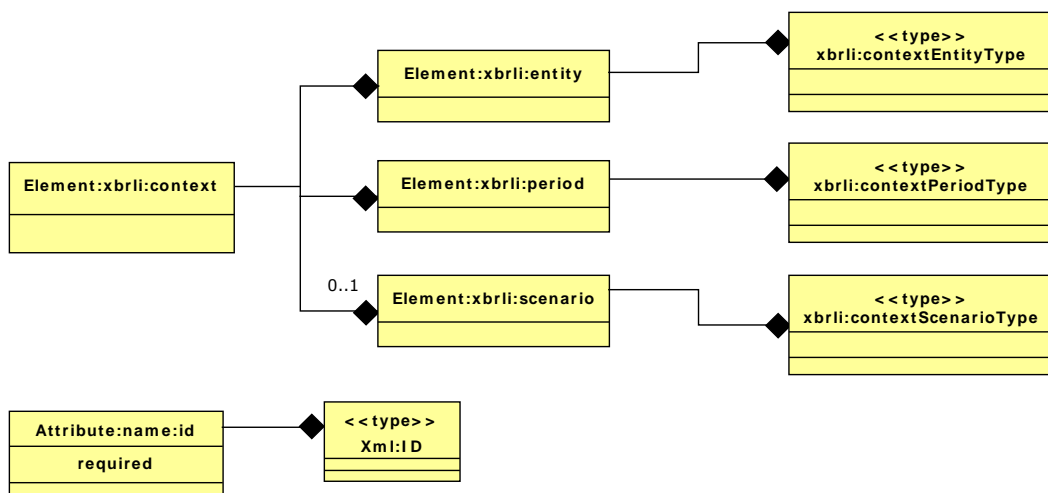 <<type>>
xbrli:contextEntityType
Element:xbrli:entity
Element:xbrli:context
Element:xbrli:period
<<type>>
xbrli:contextPeriodType
0..1
Element:xbrli:scenario
<<type>>
xbrli:contextScenarioType
Attribute:name:id
required
<<type>>
Xml:ID